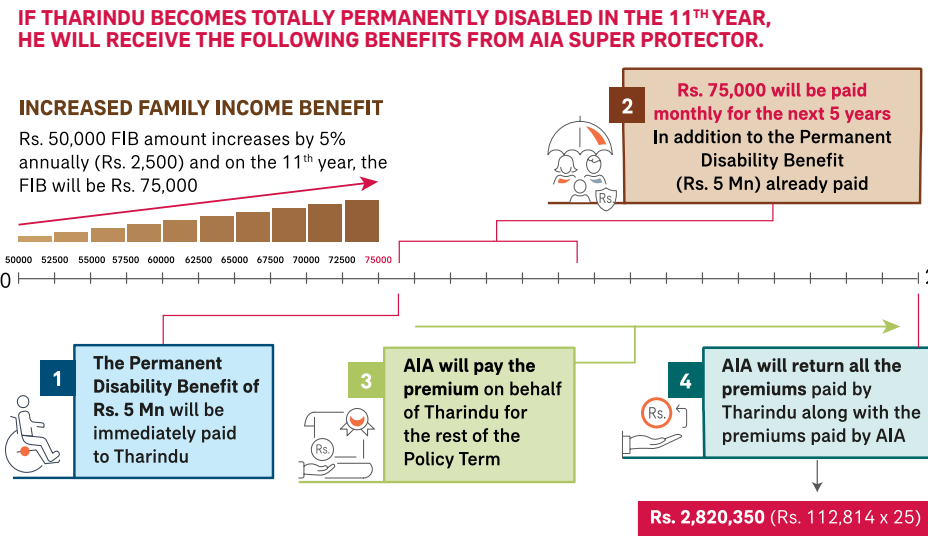 IF THARINDU BECOMES TOTALLY PERMANENTLY DISABLED IN THE 11TH YEAR,
HE WILL RECEIVE THE FOLLOWING BENEFITS FROM AIA SUPER PROTECTOR.
INCREASED FAMILY INCOME BENEFIT
Rs. 50,000 FIB amount increases by 5%
annually (Rs. 2,500) and on the 11th year, the
FIB will be Rs. 75,000
2
Rs. 75,000 will be paid
monthly for the next 5 years
In addition to the Permanent
Disability Benefit
(Rs. 5 Mn) already paid
Rs.
50000 52500 55000 57500 60000 62500 65000 67500 70000 72500 75000
0
1
The Permanent
Disability Benefit of
Rs. 5 Mn will be
immediately paid
to Tharindu
3
AIA will pay the
premium on behalf
of Tharindu for
the rest of the
Policy Term
Rs.
4
AIA will return all the
premiums paid by
Tharindu along with the
premiums paid by AIA
Rs.
Rs. 2,820,350 (Rs. 112,814 x 25)